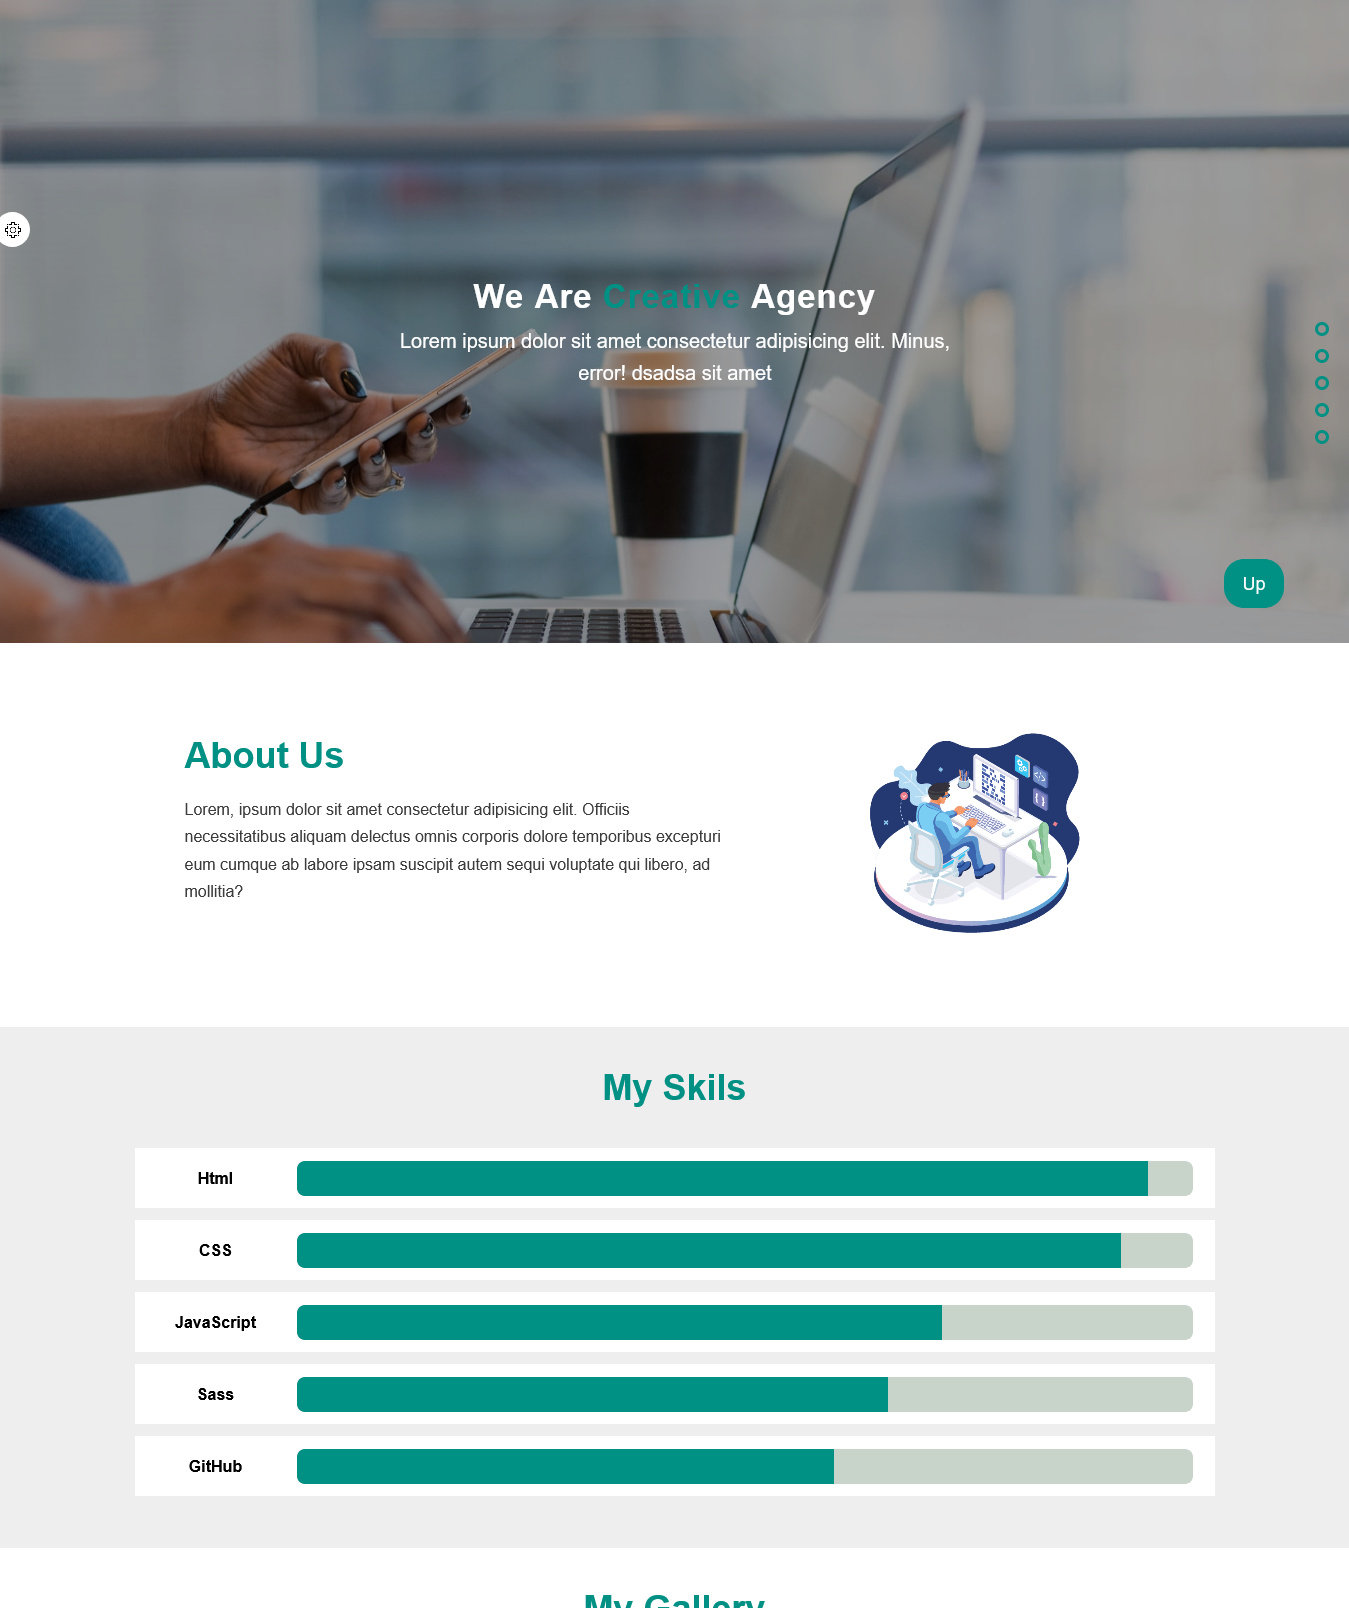 We Are Creative Agency
Lorem ipsum dolor sit amet consectetur adipisicing elit. Minus,
error! dsadsa sit amet
Up
About Us
Lorem, ipsum dolor sit amet consectetur adipisicing elit. Officiis
necessitatibus aliquam delectus omnis corporis dolore temporibus excepturi
eum cumque ab labore ipsam suscipit autem sequi voluptate qui libero, ad
mollitia?
My Skils
Html
CSS
JavaScript
Sass
GitHub
My Gallery